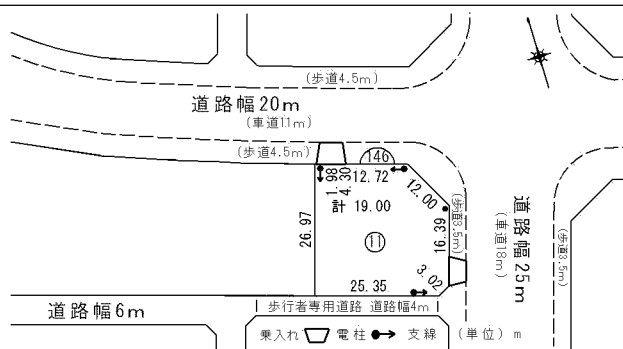 (歩道4.5m)
道路幅20m
(車道11m)
(歩道4.5m)
146
1.98
4.30
12.72
計 19.00
12.00
26.97
⑪
16.39
(歩道3.5m)
道路幅25m
(車道18m)
(歩道3.5m)
3.02
25.35
道路幅6m
歩行者専用道路 道路幅4m
乗入れ 電柱 支線 (単位) m